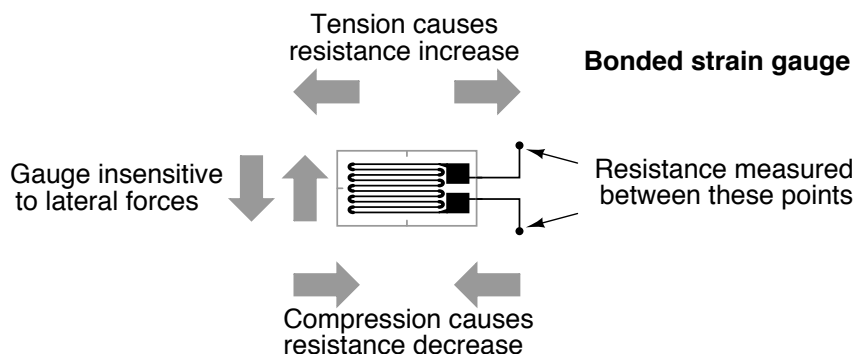 Tension causes
resistance increase
Bonded strain gauge
Gauge insensitive
to lateral forces
Resistance measured
between these points
Compression causes
resistance decrease